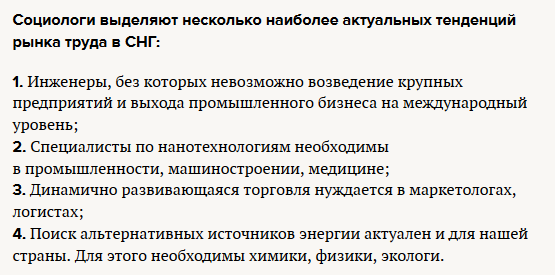 Социологи выделяют несколько наиболее актуальных тенденций
рынка труда в СНГ:
1. Инженеры, без которых невозможно возведение крупных
предприятий и выхода промышленного бизнеса на международный
уровень;
2. Специалисты по нанотехнологиям необходимы
в промышленности, машиностроении, медицине;
3. Динамично развивающаяся торговля нуждается в маркетологах,
логистах;
4. Поиск альтернативных источников энергии актуален и для нашей
страны. Для этого необходимы химики, физики, экологи.